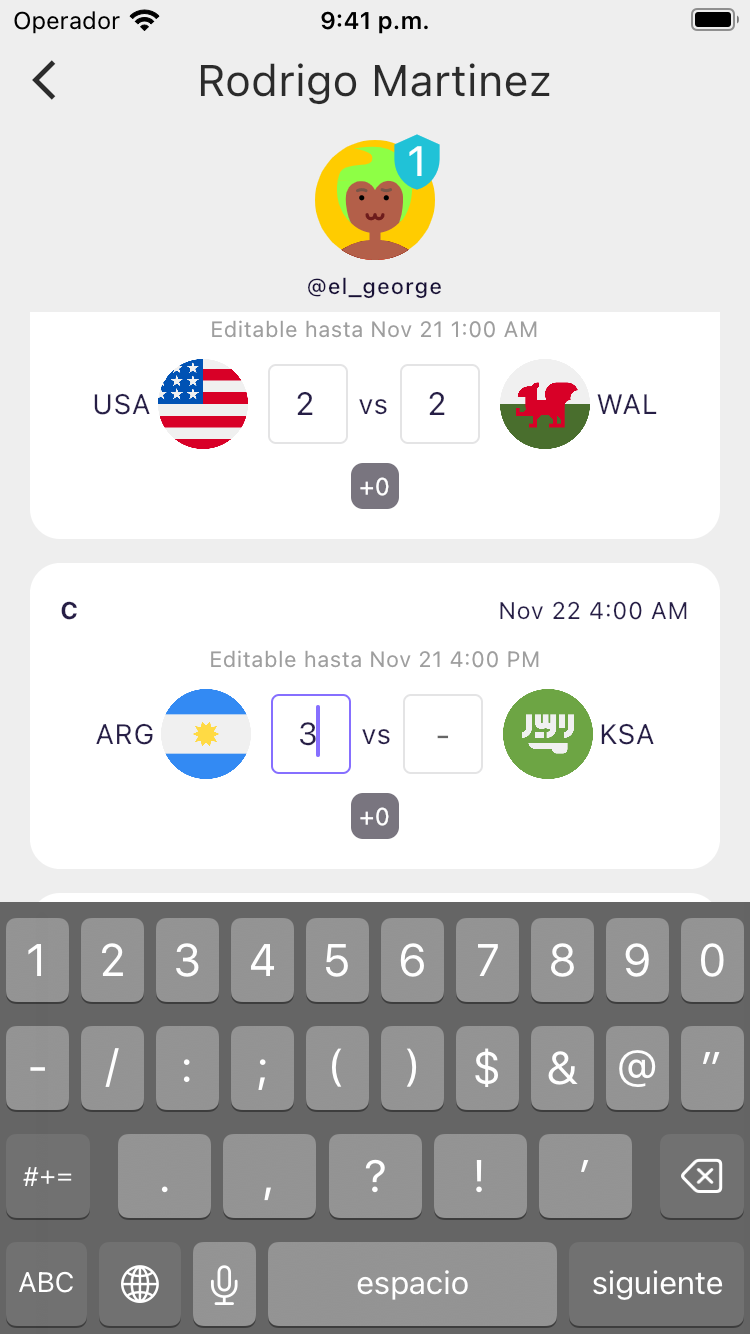 Operador 9:41 p.m.
Rodrigo Martinez
1
@el_george
Editable hasta Nov 21 1:00 AM
USA 2 vs 2 WAL
+0
C Nov 22 4:00 AM
Editable hasta Nov 21 4:00 PM
ARG 3 vs - KSA
+0
1 2 3 4 5 6 7 8 9 0
- / : ; ( ) $ & @ "
#+= . , ? ! '
ABC espacio siguiente